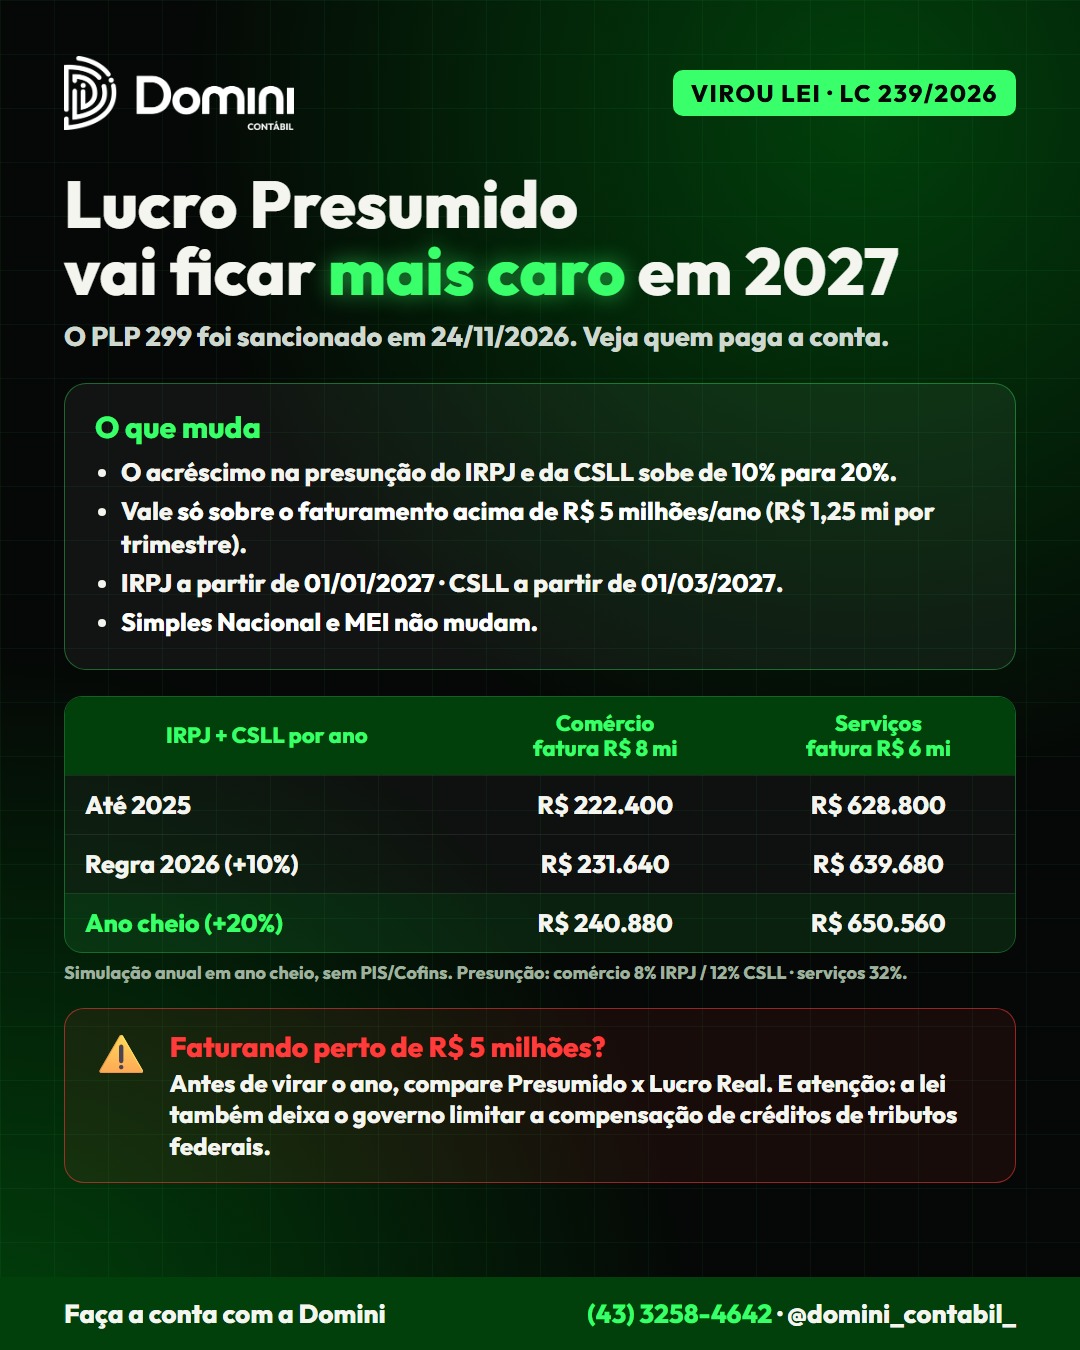 Domini
CONTÁBIL
VIROU LEI · LC 239/2026
Lucro Presumido
vai ficar mais caro em 2027
O PLP 299 foi sancionado em 24/11/2026. Veja quem paga a conta.
O que muda
• O acréscimo na presunção do IRPJ e da CSLL sobe de 10% para 20%.
• Vale só sobre o faturamento acima de R$ 5 milhões/ano (R$ 1,25 mi por
trimestre).
• IRPJ a partir de 01/01/2027 · CSLL a partir de 01/03/2027.
• Simples Nacional e MEI não mudam.
IRPJ + CSLL por ano
Comércio
fatura R$ 8 mi
Serviços
fatura R$ 6 mi
Até 2025 R$ 222.400 R$ 628.800
Regra 2026 (+10%) R$ 231.640 R$ 639.680
Ano cheio (+20%) R$ 240.880 R$ 650.560
Simulação anual em ano cheio, sem PIS/Cofins. Presunção: comércio 8% IRPJ / 12% CSLL · serviços 32%.
Faturando perto de R$ 5 milhões?
Antes de virar o ano, compare Presumido x Lucro Real. E atenção: a lei
também deixa o governo limitar a compensação de créditos de tributos
federais.
Faça a conta com a Domini
(43) 3258-4642 · @domini_contabil_